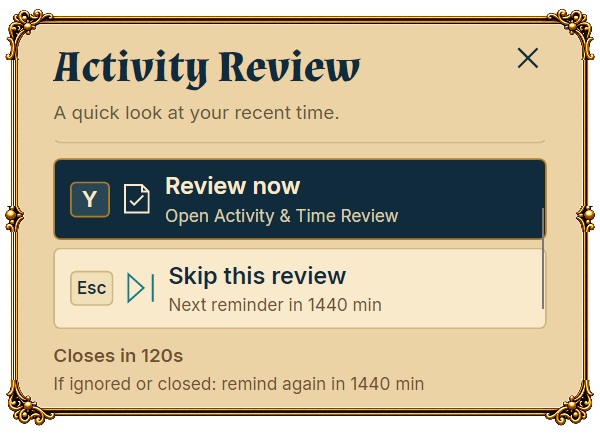 Activity Review
A quick look at your recent time.
Y
Review now
Open Activity & Time Review
Esc
Skip this review
Next reminder in 1440 min
Closes in 120s
If ignored or closed: remind again in 1440 min